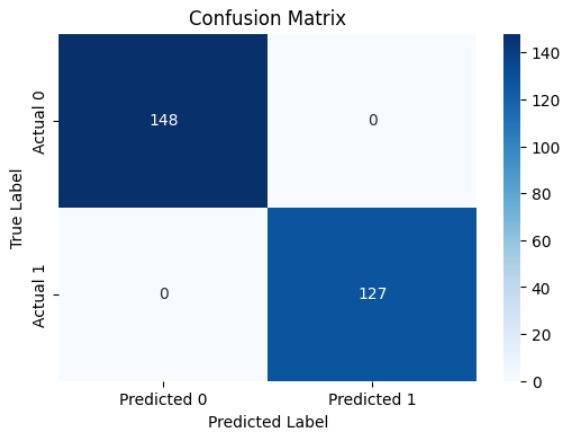 Confusion Matrix
True Label
Actual 0
Actual 1
148
0
0
127
Predicted 0
Predicted 1
Predicted Label
140
120
100
80
60
40
20
0